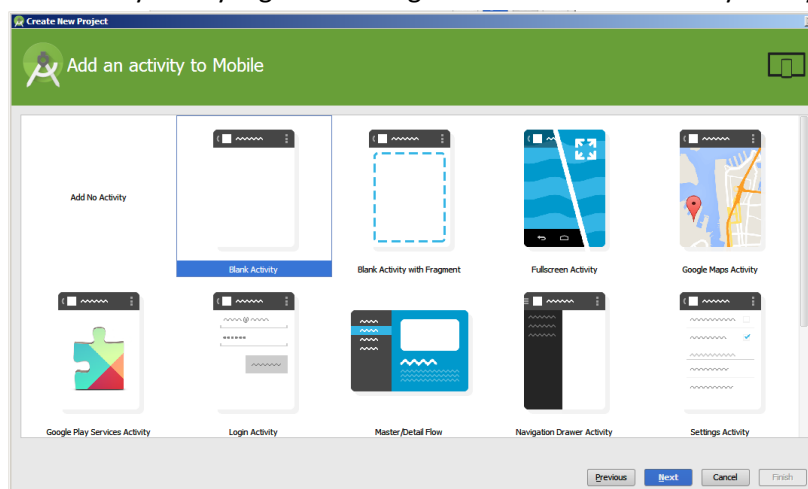 Create New Project
Add an activity to Mobile
Add No Activity
Blank Activity
Blank Activity with Fragment
Fullscreen Activity
Google Maps Activity
Google Play Services Activity
Login Activity
Master/Detail Flow
Navigation Drawer Activity
Settings Activity
Previous
Next
Cancel
Finish